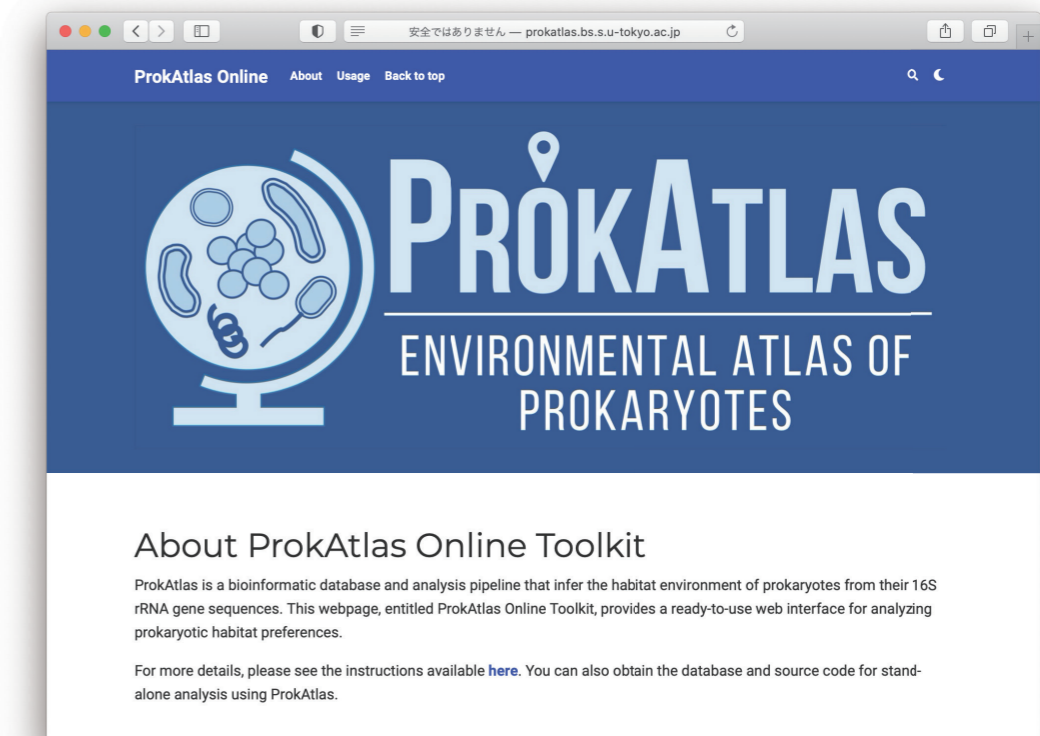 安全ではありません — prokatlas.bs.s.u-tokyo.ac.jp
ProkAtlas Online About Usage Back to top
PROKATLAS
ENVIRONMENTAL ATLAS OF
PROKARYOTES
About ProkAtlas Online Toolkit
ProkAtlas is a bioinformatic database and analysis pipeline that infer the habitat environment of prokaryotes from their 16S
rRNA gene sequences. This webpage, entitled ProkAtlas Online Toolkit, provides a ready-to-use web interface for analyzing
prokaryotic habitat preferences.
For more details, please see the instructions available here. You can also obtain the database and source code for stand-
alone analysis using ProkAtlas.